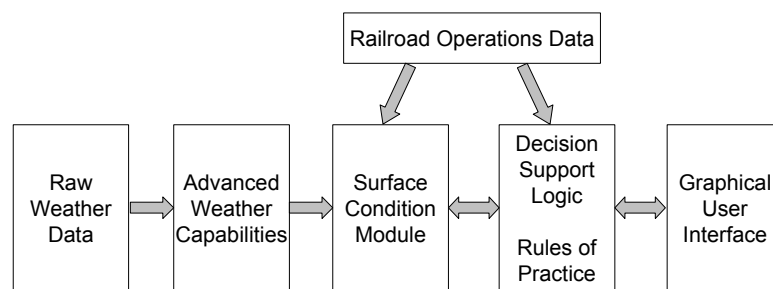 Railroad Operations Data
Raw
Weather
Data
Advanced
Weather
Capabilities
Surface
Condition
Module
Decision
Support
Logic
Rules of
Practice
Graphical
User
Interface